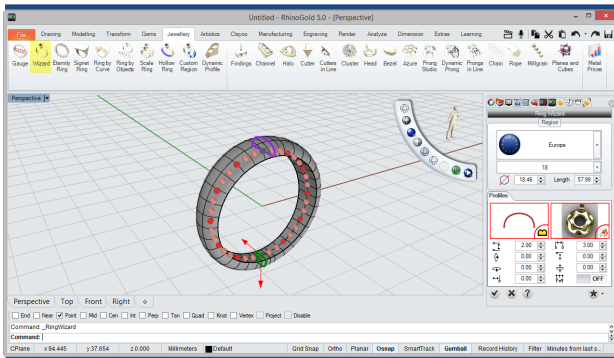 Untitled - RhinoGold 5.0 - [Perspective]
File Drawing Modelling Transform Gems Jewellery Artistics Clayoo Manufacturing Engraving Render Analyze Dimension Extras Learning
Gauge Wizard Eternity Ring Signet Ring Ring by Curve Ring by Objects Scale Ring Hollow Ring Custom Region Dynamic Profile Findings Channel Halo Cutter Cutters in Line Cluster Head Bezel Azure Prong Studio Dynamic Prong Prongs in Line Chain Rope Millgrain Planes and Cubes Metal Prices
Perspective
Ring Wizard
Region
Europe
18
18.46 Length 57.99
Profiles
2.00 3.00
0.00 0.00
0.00 0.00
0.00 OFF
Perspective Top Front Right
End Near Point Mid Cen Int Perp Tan Quad Knot Vertex Project Disable
Command: _RingWizard
Command:
CPlane x 94.445 y 37.954 z 0.000 Millimeters Default Grid Snap Ortho Planar Osnap SmartTrack Gumball Record History Filter Minutes from last s...